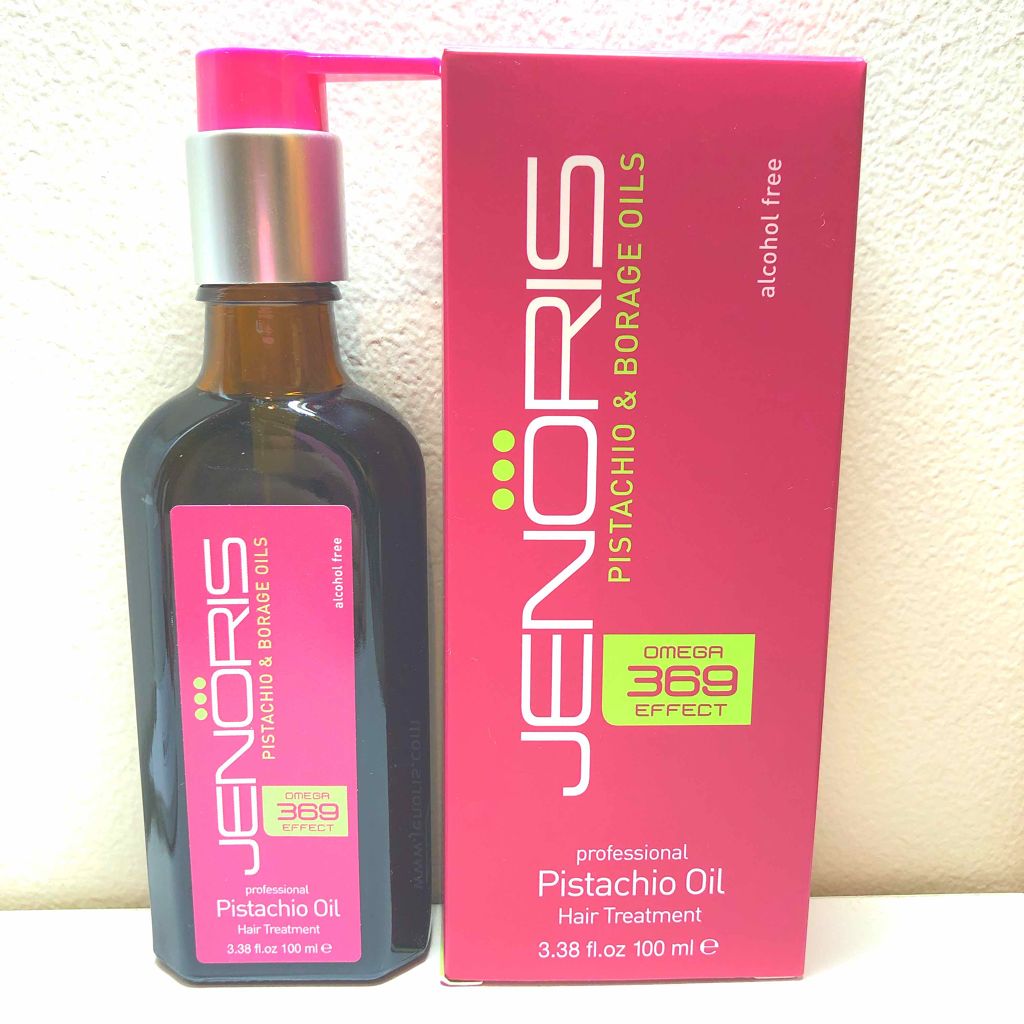 JENÖRIS
PISTACHIO & BORAGE OILS
alcohol free
OMEGA
369
EFFECT
professional
Pistachio Oil
Hair Treatment
3.38 fl.oz 100 ml ℮
JENÖRIS
PISTACHIO & BORAGE OILS
alcohol free
OMEGA
369
EFFECT
professional
Pistachio Oil
Hair Treatment
3.38 fl.oz 100 ml ℮